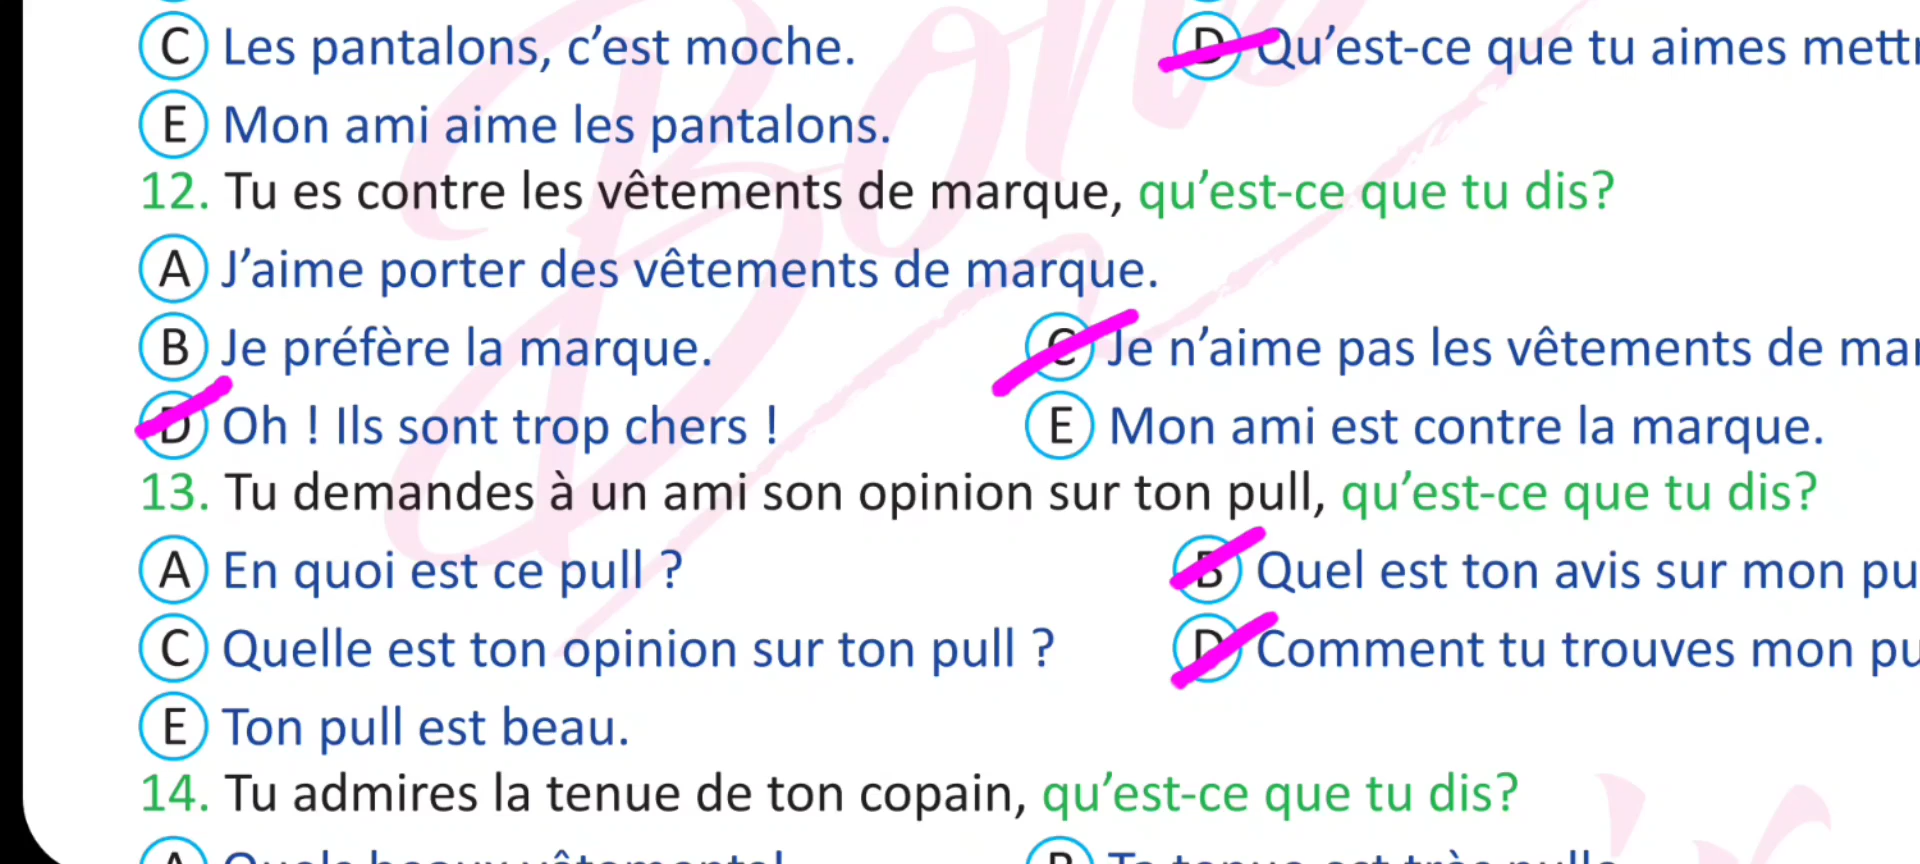 C Les pantalons, c'est moche. D Qu'est-ce que tu aimes
E Mon ami aime les pantalons.
12. Tu es contre les vêtements de marque, qu'est-ce que tu dis?
A J'aime porter des vêtements de marque.
B Je préfère la marque. C Je n'aime pas les vêtements de
D Oh ! Ils sont trop chers ! E Mon ami est contre la marque.
13. Tu demandes à un ami son opinion sur ton pull, qu'est-ce que tu dis?
A En quoi est ce pull ? B Quel est ton avis sur mon
C Quelle est ton opinion sur ton pull ? D Comment tu trouves mon
E Ton pull est beau.
14. Tu admires la tenue de ton copain, qu'est-ce que tu dis?